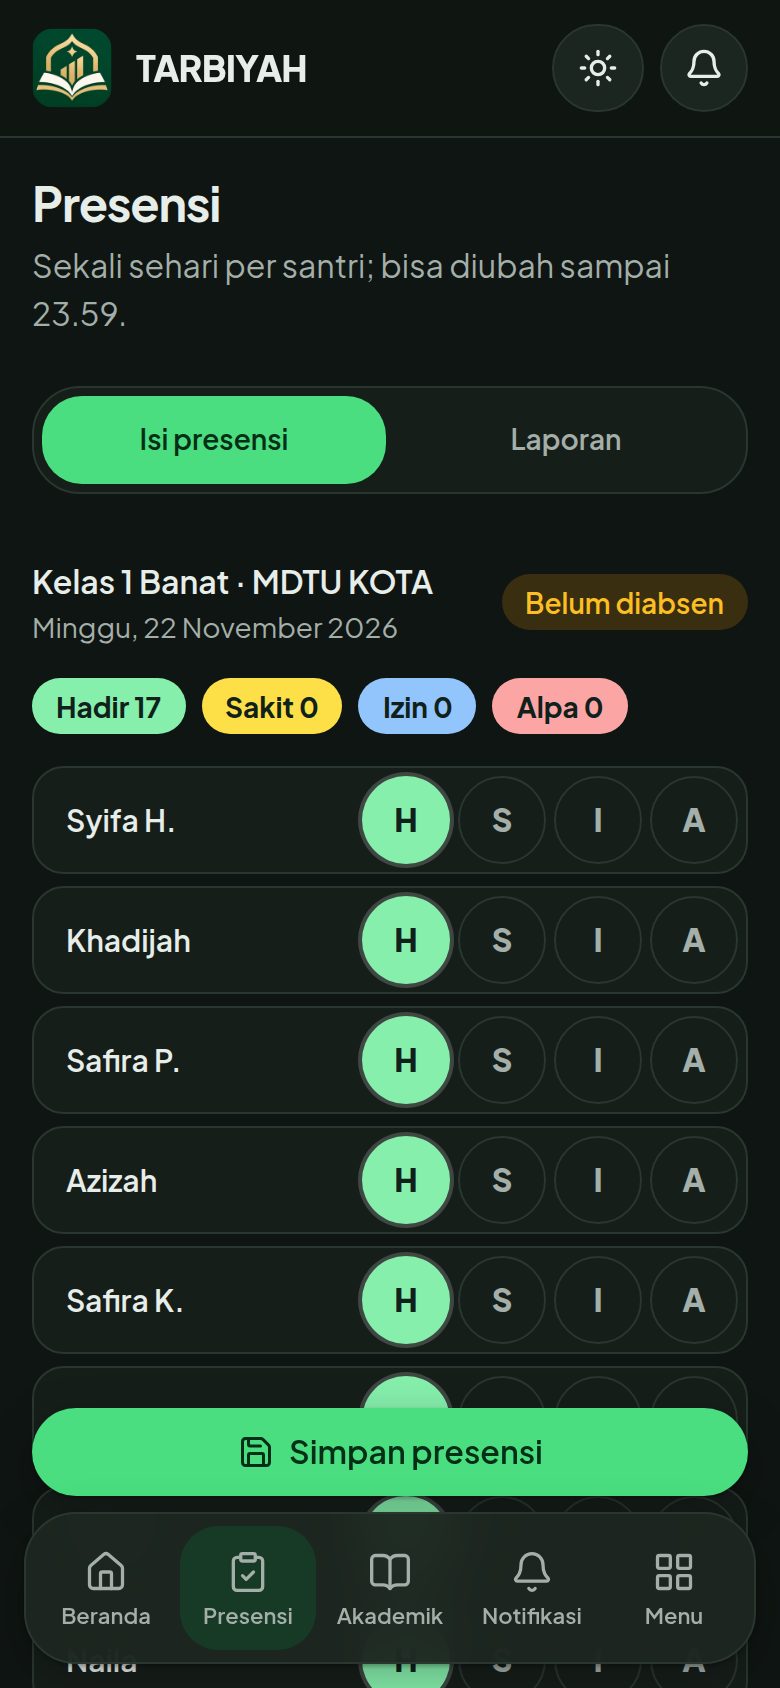 TARBIYAH
Presensi
Sekali sehari per santri; bisa diubah sampai
23.59.
Isi presensi
Laporan
Kelas 1 Banat · MDTU KOTA
Belum diabsen
Minggu, 22 November 2026
Hadir 17
Sakit 0
Izin 0
Alpa 0
Syifa H.
H
S
I
A
Khadijah
H
S
I
A
Safira P.
H
S
I
A
Azizah
H
S
I
A
Safira K.
H
S
I
A
Simpan presensi
Beranda
Presensi
Akademik
Notifikasi
Menu
Naila
H
S
I
A